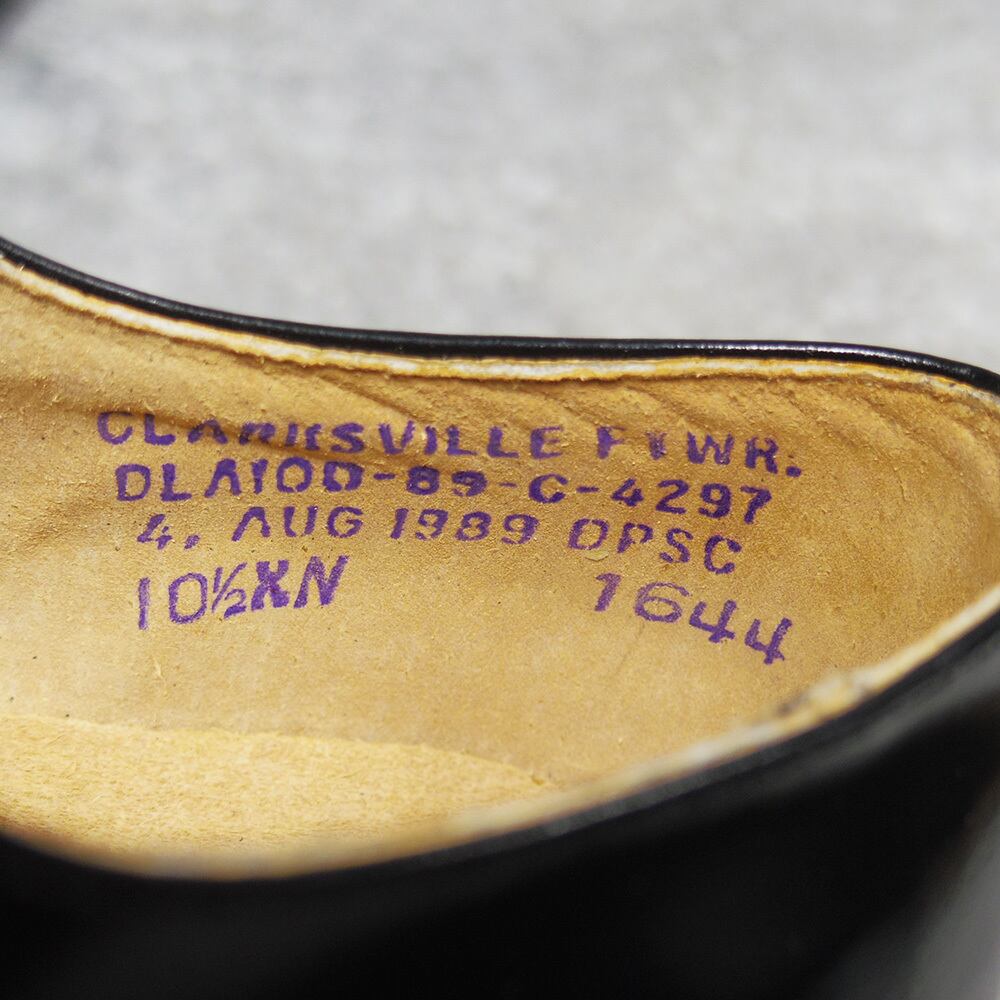 CLARKSVILLE FTWR.
DLA100-89-C-4297
4, AUG 1989 DPSC
10½XN 1644